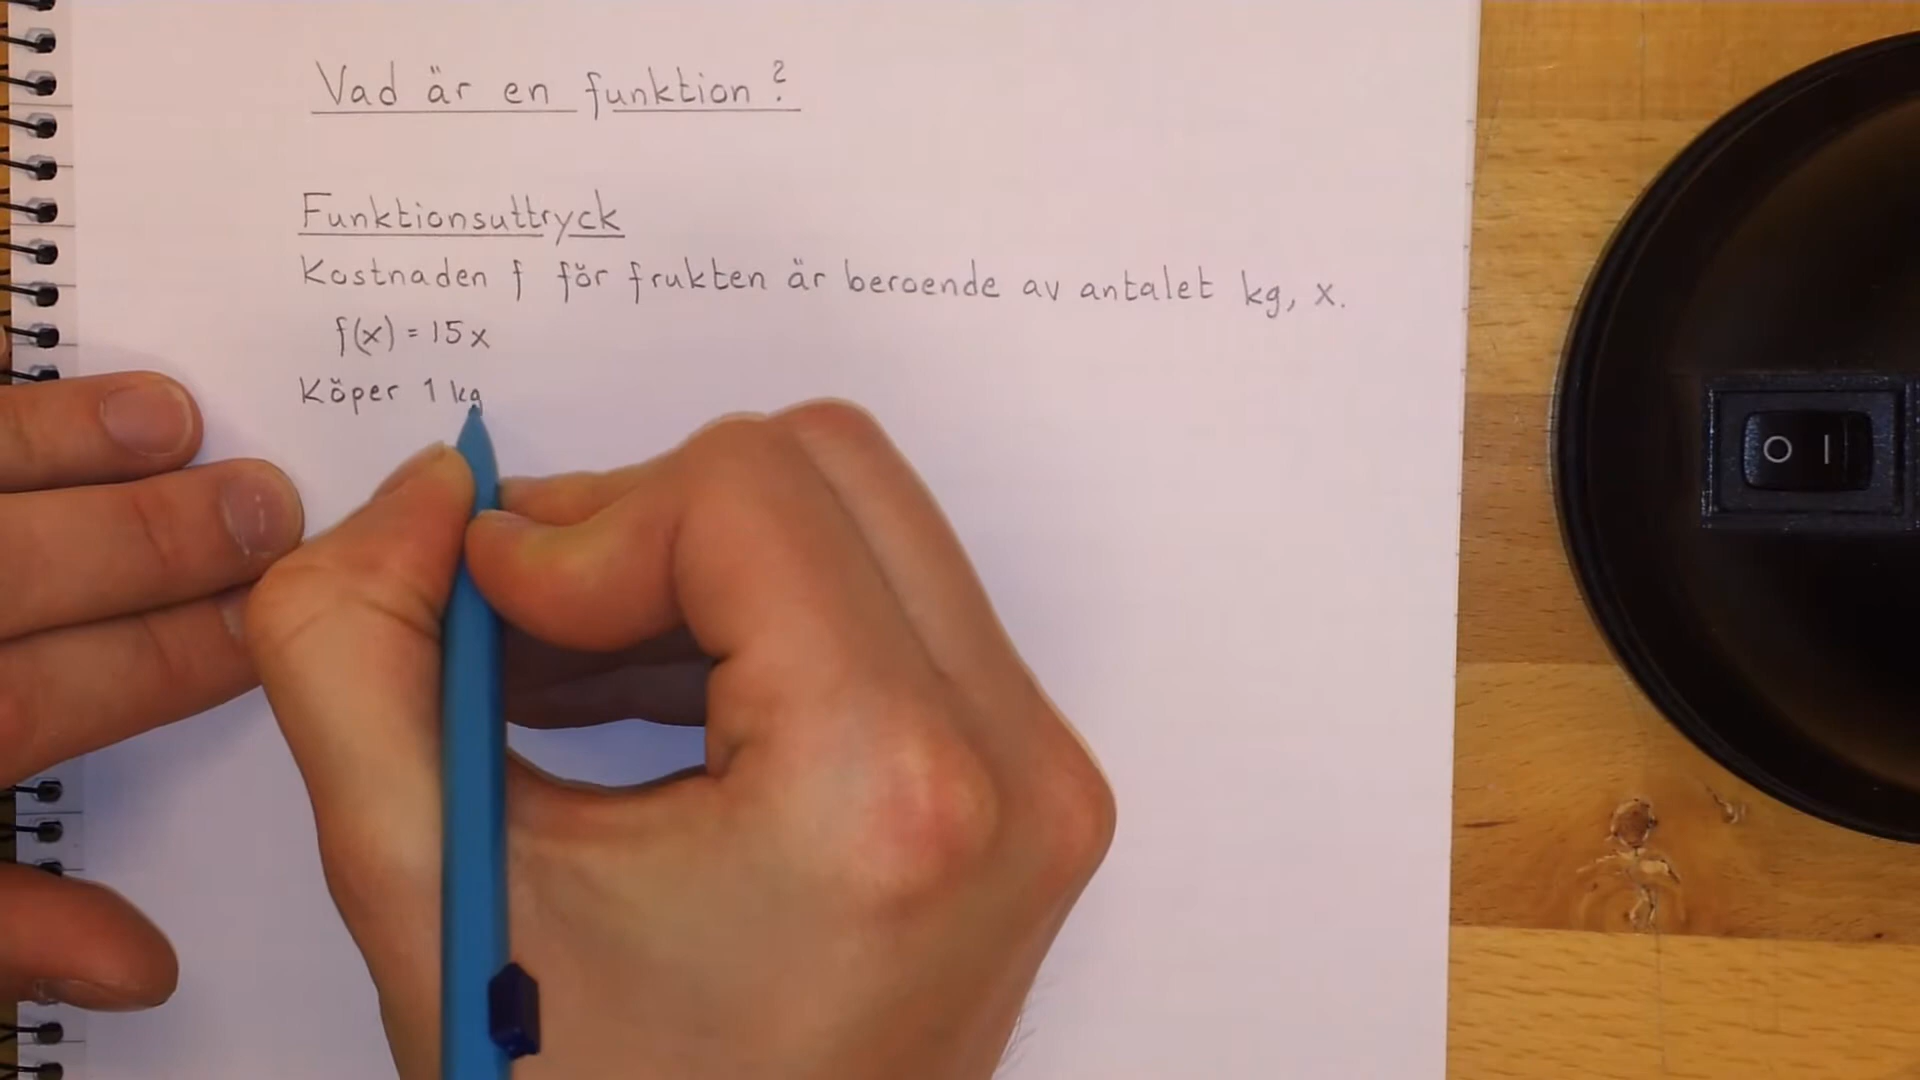 Vad är en funktion?
Funktionsuttryck
Kostnaden f för frukten är beroende av antalet kg, x.
f(x) = 15x
Köper 1 kg
O I